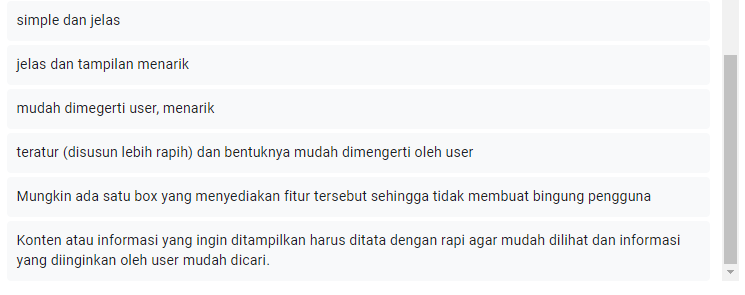 simple dan jelas
jelas dan tampilan menarik
mudah dimegerti user, menarik
teratur (disusun lebih rapih) dan bentuknya mudah dimengerti oleh user
Mungkin ada satu box yang menyediakan fitur tersebut sehingga tidak membuat bingung pengguna
Konten atau informasi yang ingin ditampilkan harus ditata dengan rapi agar mudah dilihat dan informasi
yang diinginkan oleh user mudah dicari.